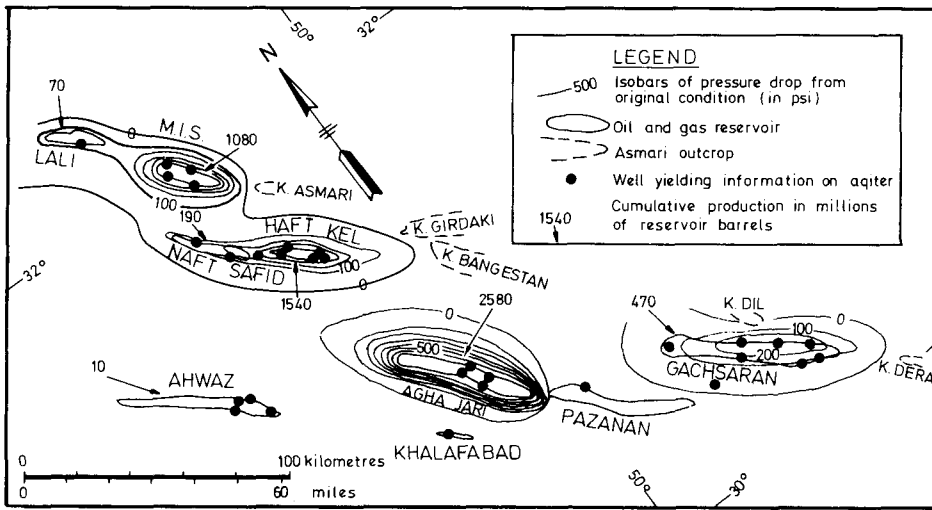 50°
32°
N
LEGEND
500
Isobars of pressure drop from
original condition (in psi)
Oil and gas reservoir
Asmari outcrop
Well yielding information on aqiter
1540
Cumulative production in millions
of reservoir barrels
70
M.I.S.
0
1080
LALI
100
K. ASMARI
190
HAFT KEL
K. GIRDAKI
NAFT SAFID
100
K. BANGESTAN
0
1540
32°
2580
0
500
AGHA JARI
470
K. DIL
0
100
200
GACHSARAN
K. DERA
10
AHWAZ
PAZANAN
KHALAFABAD
0
100 kilometres
0
60
miles
50°
30°